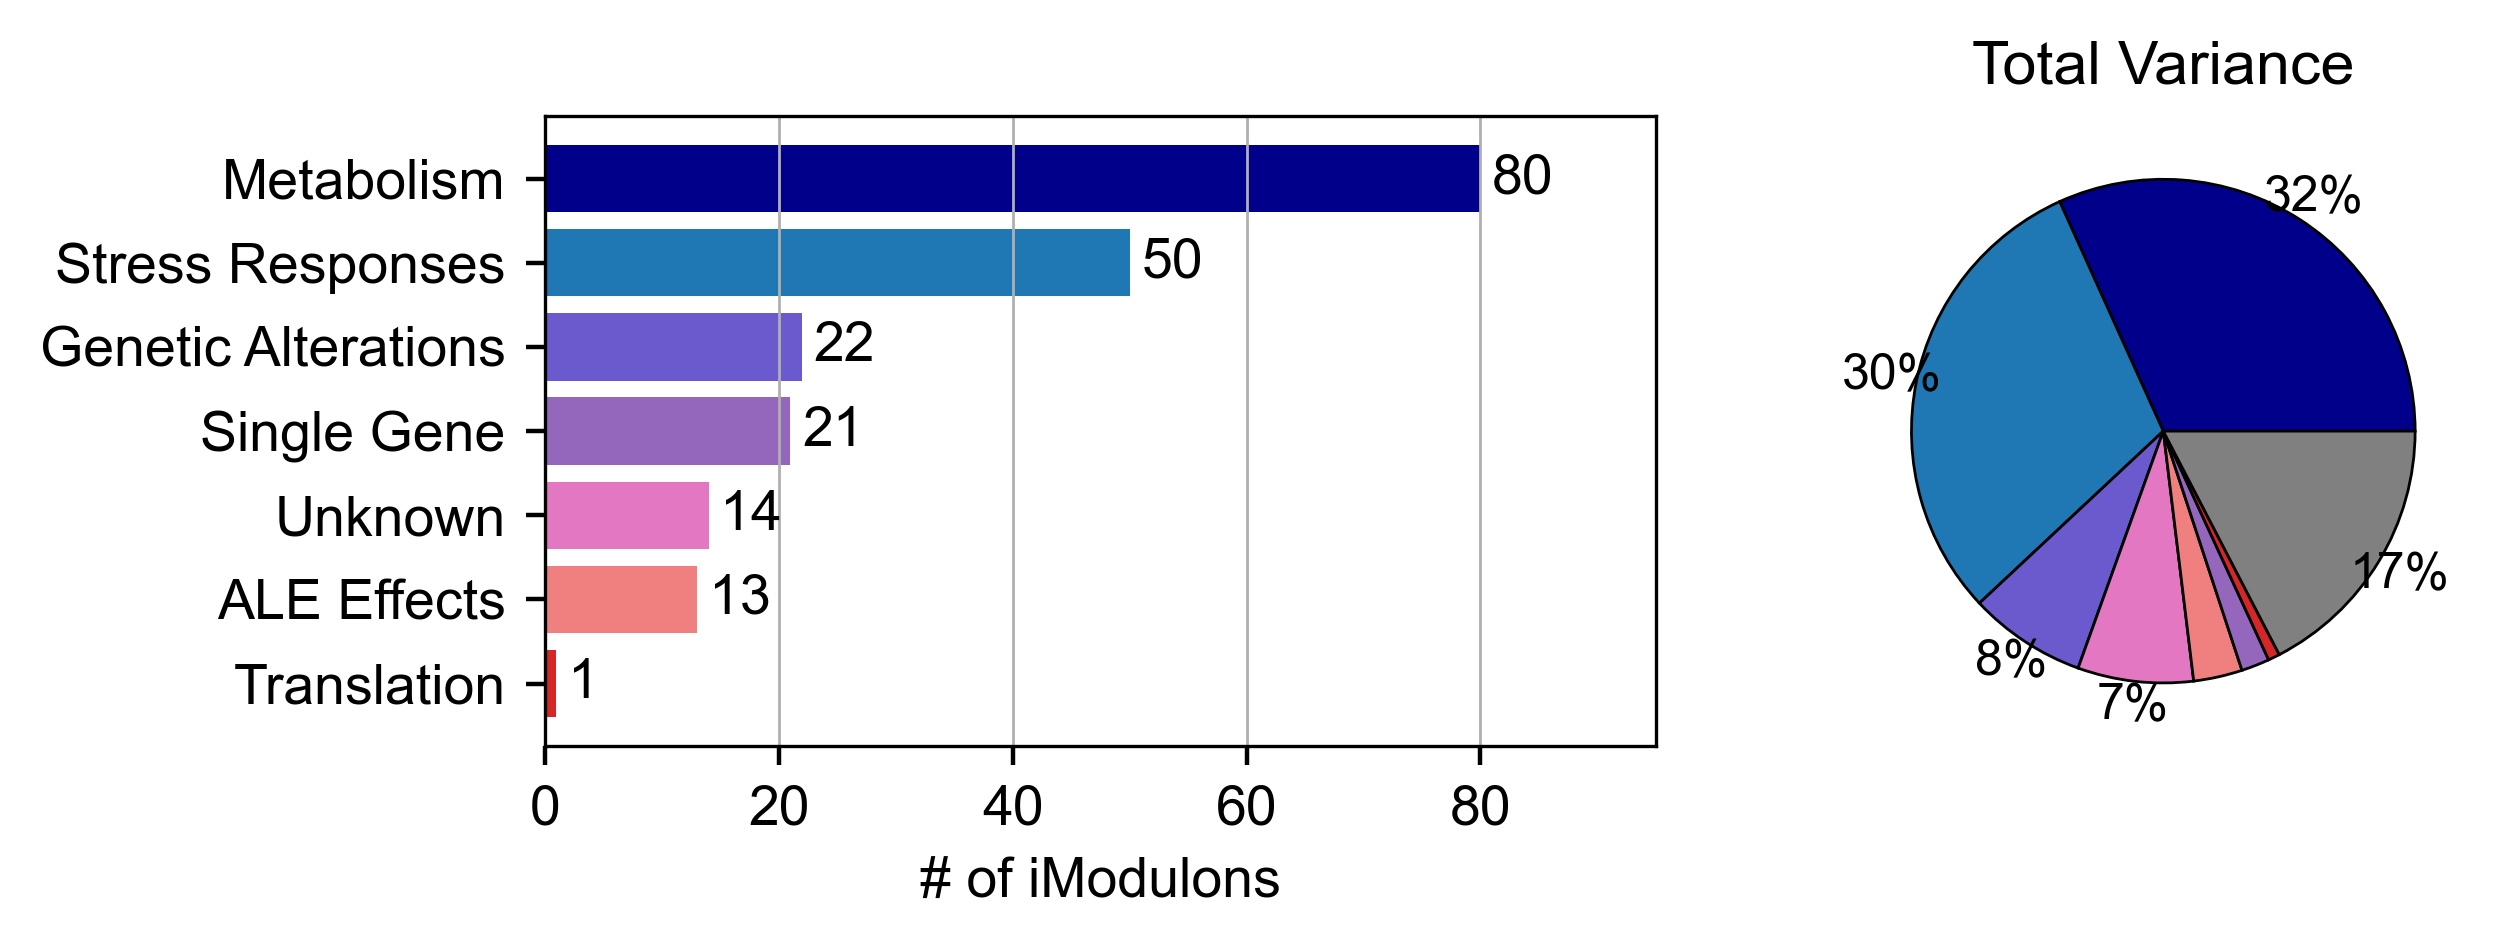 Total Variance
Metabolism 80
Stress Responses 50
Genetic Alterations 22
Single Gene 21
Unknown 14
ALE Effects 13
Translation 1
0 20 40 60 80
# of iModulons
32%
30%
17%
8%
7%